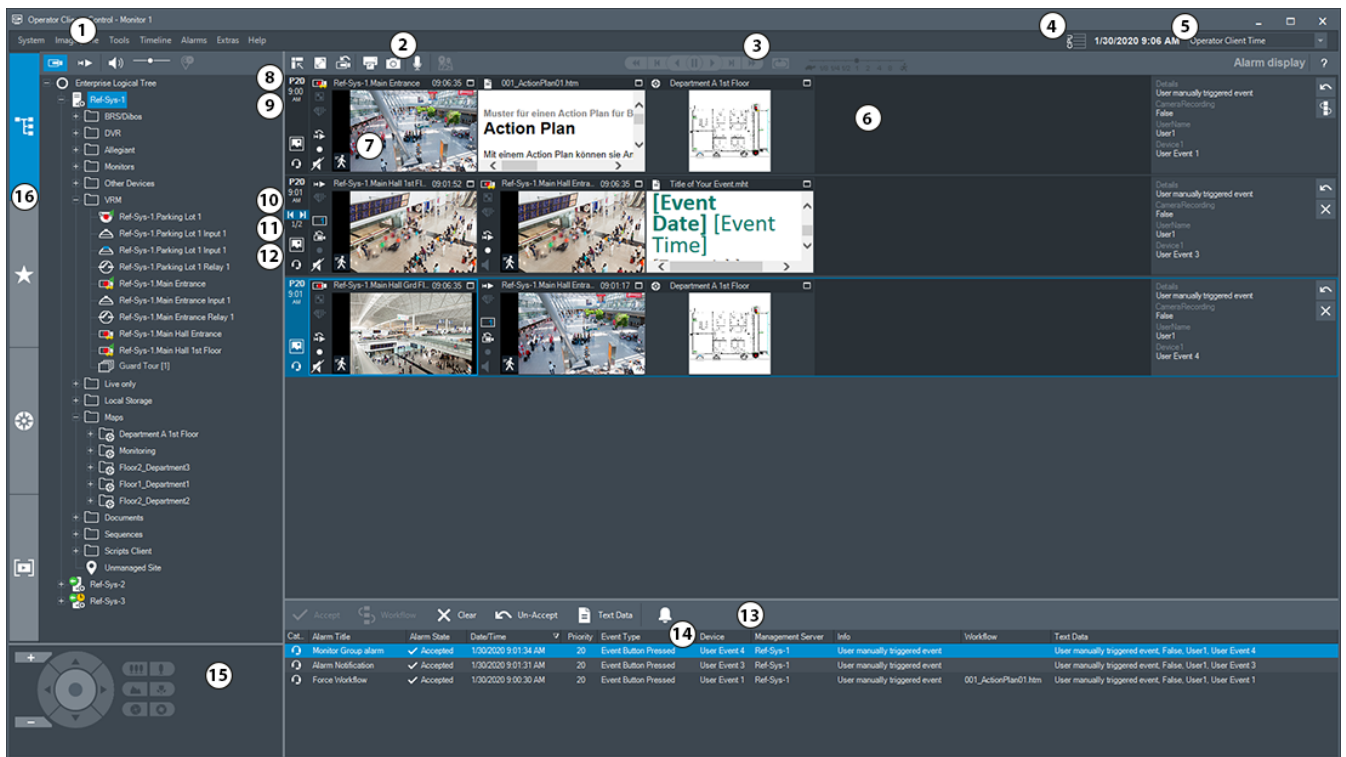 Operator Client
Control - Monitor 1
1
4
5
System
Tools
Timeline
Alarms
Extras
Help
2
3
1/30/2020 9:06 AM
Operator Client Time
Alarm display
?
8
Enterprise Logical Tree
9
Ref-Sys-1
BRS/Dibos
DVR
Allegiant
Monitors
Other Devices
16
VRM
Ref-Sys-1.Parking Lot 1
Ref-Sys-1.Parking Lot 1 Input 1
Ref-Sys-1.Parking Lot 1 Input 1
Ref-Sys-1.Parking Lot 1 Relay 1
Ref-Sys-1.Main Entrance
Ref-Sys-1.Main Entrance Input 1
Ref-Sys-1.Main Entrance Relay 1
Ref-Sys-1.Main Hall Entrance
Ref-Sys-1.Main Hall 1st Floor
Guard Tour [1]
Live only
Local Storage
Maps
Department A 1st Floor
Monitoring
Floor2_Department3
Floor1_Department1
Floor2_Department2
Documents
Sequences
Scripts Client
Unmanaged Site
Ref-Sys-2
Ref-Sys-3
10
11
12
P20
9:00
AM
Ref-Sys-1.Main Entrance
09:06:35
001_ActionPlan01.htm
Department A 1st Floor
7
6
Muster für einen Action Plan für B
Action Plan
Mit einem Action Plan können sie Ar
Details
User manually triggered event
CameraRecording
False
UserName
User1
Device1
User Event 1
P20
9:01
AM
1/2
Ref-Sys-1.Main Hall 1st Fl..
09:01:52
Ref-Sys-1.Main Hall Entra..
09:06:35
Title of Your Event.mht
[Event
Date] [Event
Time]
Details
User manually triggered event
CameraRecording
False
UserName
User1
Device1
User Event 3
P20
9:01
AM
Ref-Sys-1.Main Hall Grd Fl..
09:06:35
Ref-Sys-1.Main Hall Entra..
09:01:17
Department A 1st Floor
Details
User manually triggered event
CameraRecording
False
UserName
User1
Device1
User Event 4
Accept
Workflow
Clear
Un-Accept
Text Data
13
Cat..
Alarm Title
Alarm State
Date/Time
Priority
Event Type
14
Device
Management Server
Info
Workflow
Text Data
Monitor Group alarm
Accepted
1/30/2020 9:01:34 AM
20
Event Button Pressed
User Event 4
Ref-Sys-1
User manually triggered event
User manually triggered event, False, User1, User Event 4
Alarm Notification
Accepted
1/30/2020 9:01:31 AM
20
Event Button Pressed
User Event 3
Ref-Sys-1
User manually triggered event
User manually triggered event, False, User1, User Event 3
Force Workflow
Accepted
1/30/2020 9:00:30 AM
20
Event Button Pressed
User Event 1
Ref-Sys-1
User manually triggered event
001_ActionPlan01.htm
User manually triggered event, False, User1, User Event 1
15